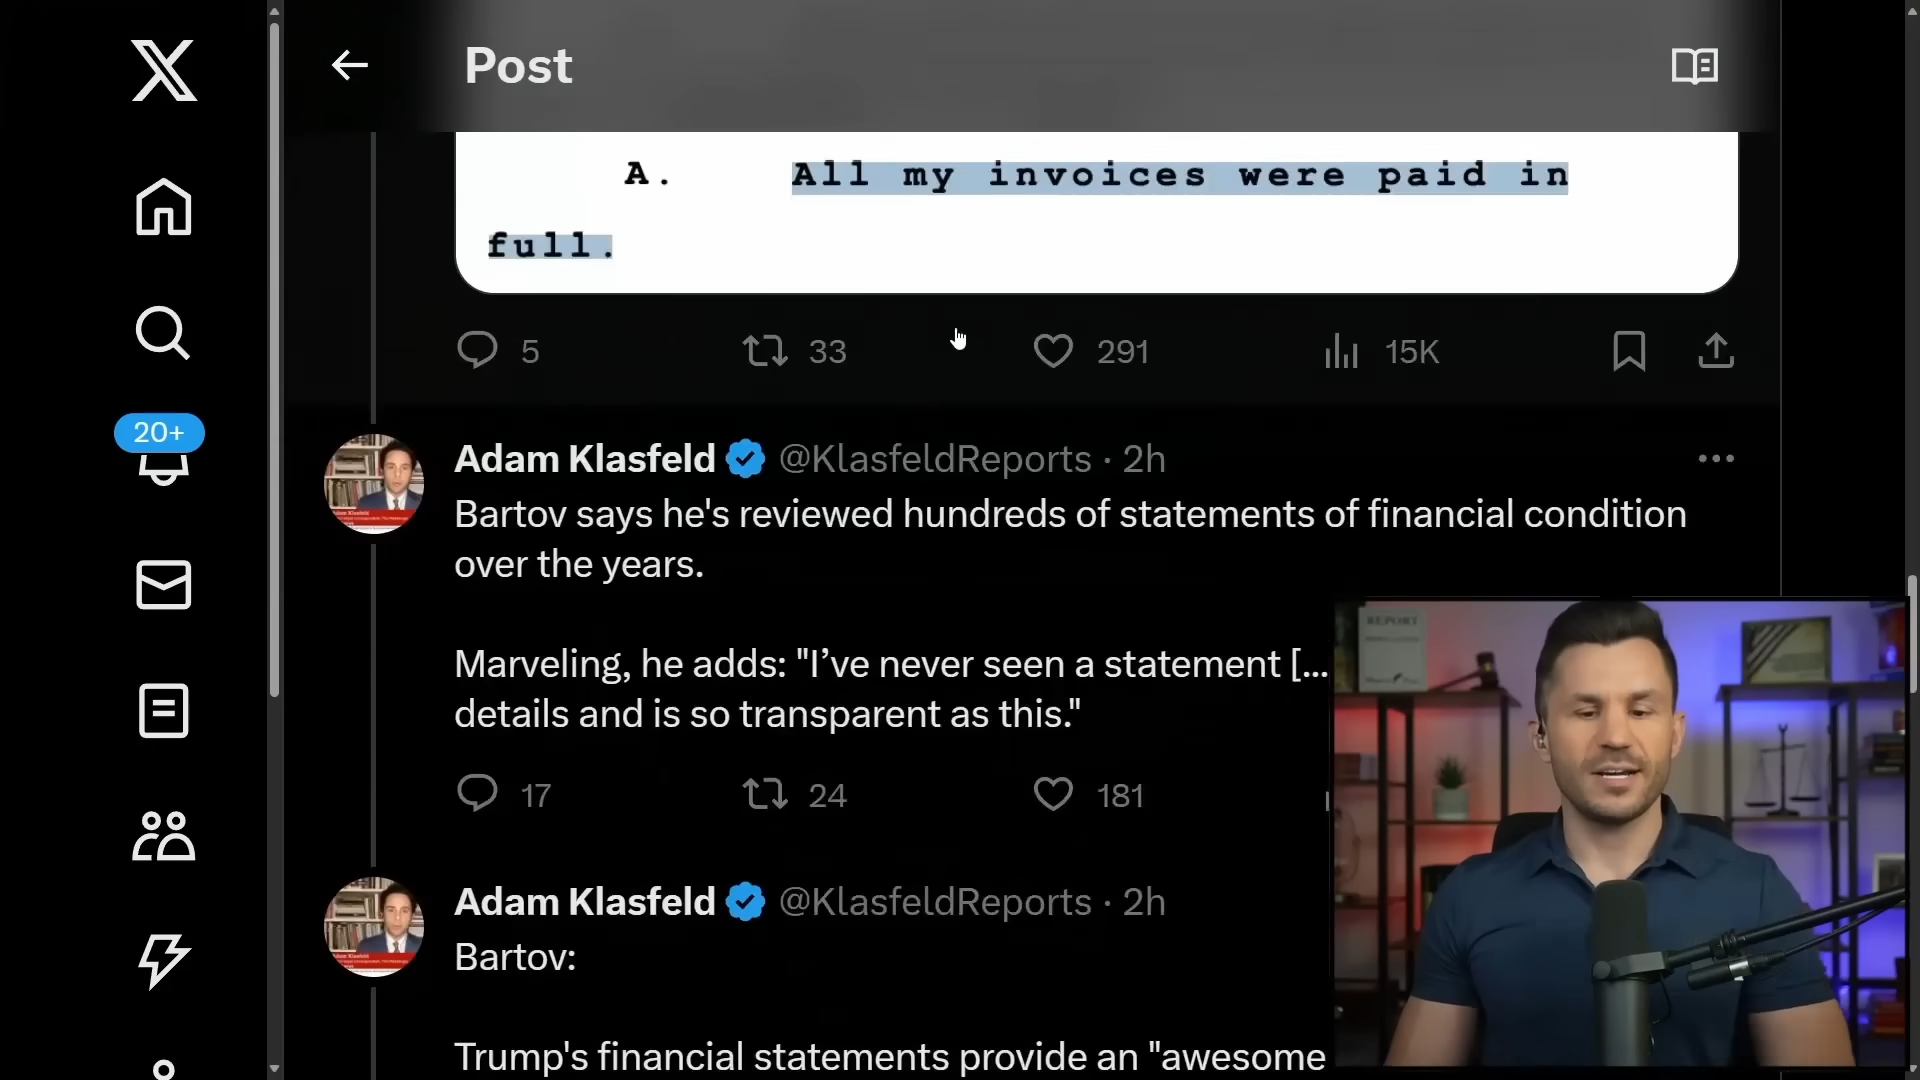 Post
A. All my invoices were paid in
full.
5 33 291 15K
20+
Adam Klasfeld @KlasfeldReports · 2h
Bartov says he's reviewed hundreds of statements of financial condition
over the years.
Marveling, he adds: "I’ve never seen a statement [...
details and is so transparent as this."
17 24 181
Adam Klasfeld @KlasfeldReports · 2h
Bartov:
Trump's financial statements provide an "awesome
REPORT